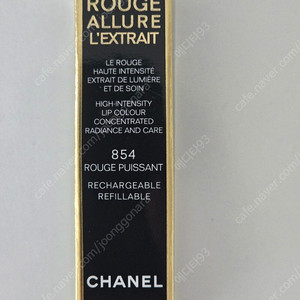 ROUGE
ALLURE
L'EXTRAIT
LE ROUGE
HAUTE INTENSITÉ
EXTRAIT DE LUMIÈRE
ET DE SOIN
HIGH-INTENSITY
LIP COLOUR
CONCENTRATED
RADIANCE AND CARE
854
ROUGE PUISSANT
RECHARGEABLE
REFILLABLE
CHANEL